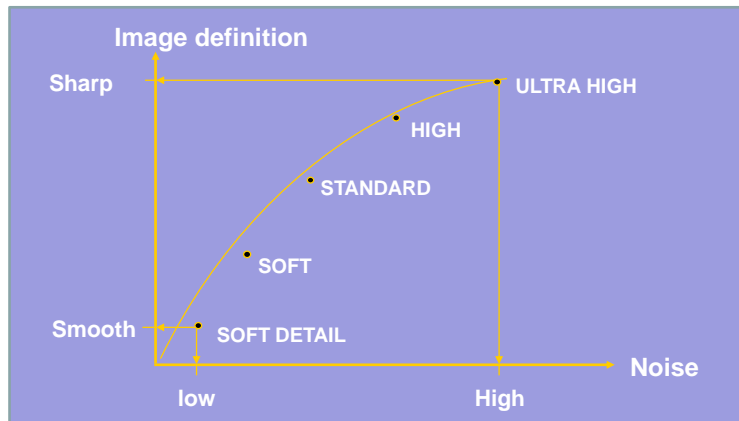 Image definition
Sharp
ULTRA HIGH
HIGH
STANDARD
SOFT
Smooth
SOFT DETAIL
Noise
low
High